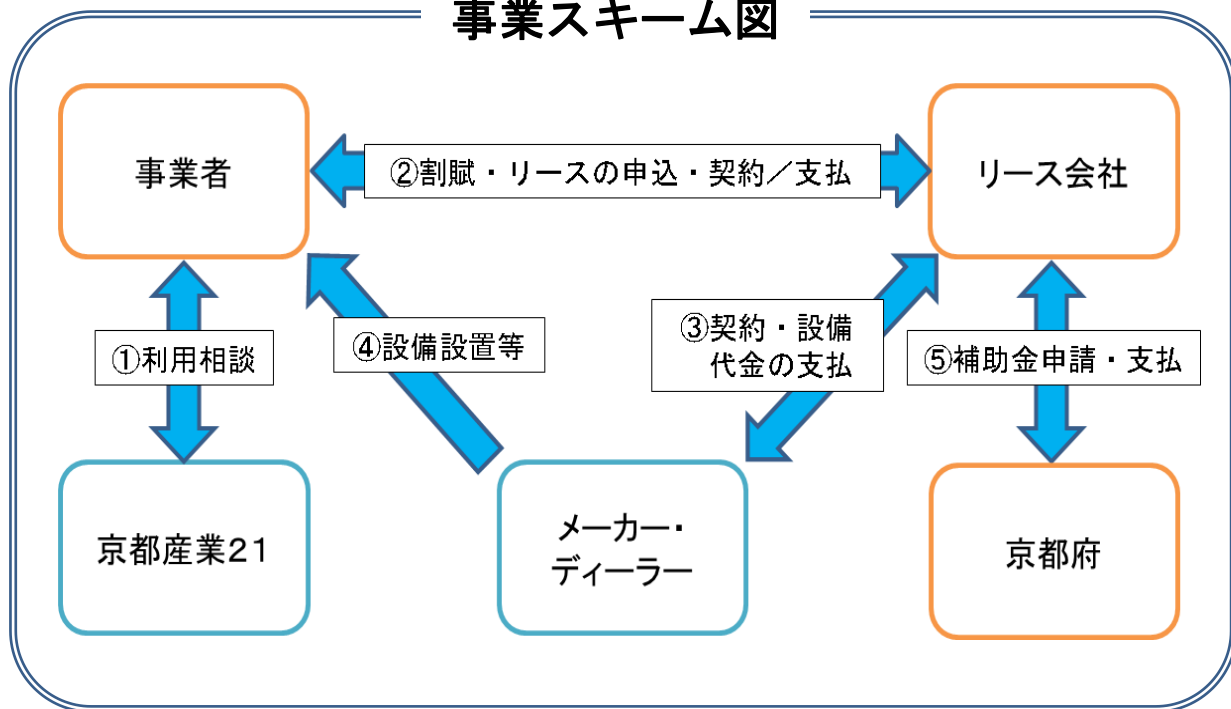 事業スキーム図
事業者
②割賦・リースの申込・契約／支払
リース会社
①利用相談
④設備設置等
③契約・設備
代金の支払
⑤補助金申請・支払
京都産業21
メーカー・
ディーラー
京都府